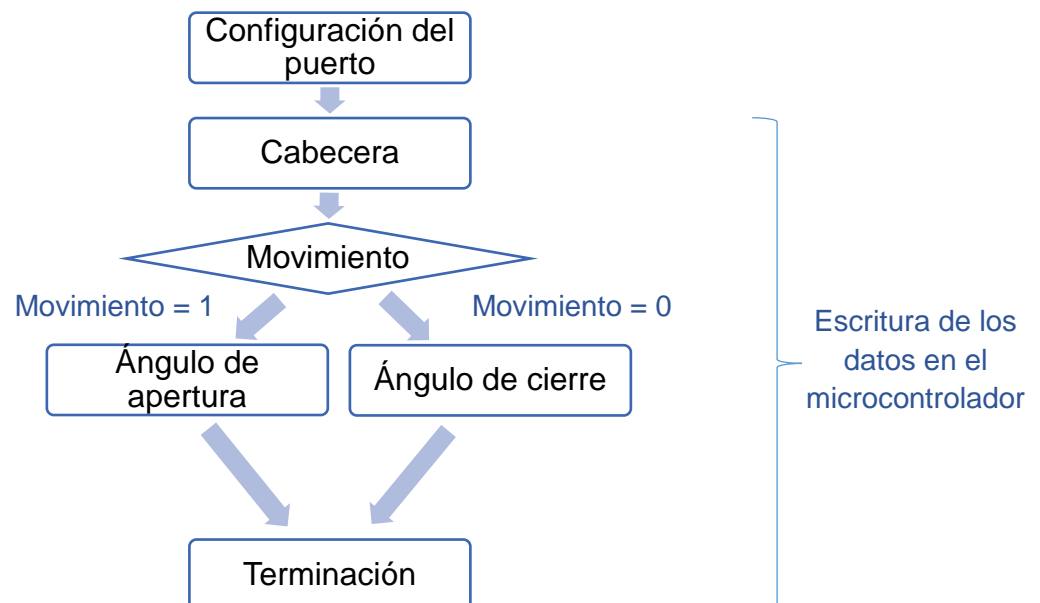 Configuración del
puerto
Cabecera
Movimiento
Movimiento = 1
Movimiento = 0
Ángulo de
apertura
Ángulo de cierre
Escritura de los
datos en el
microcontrolador
Terminación